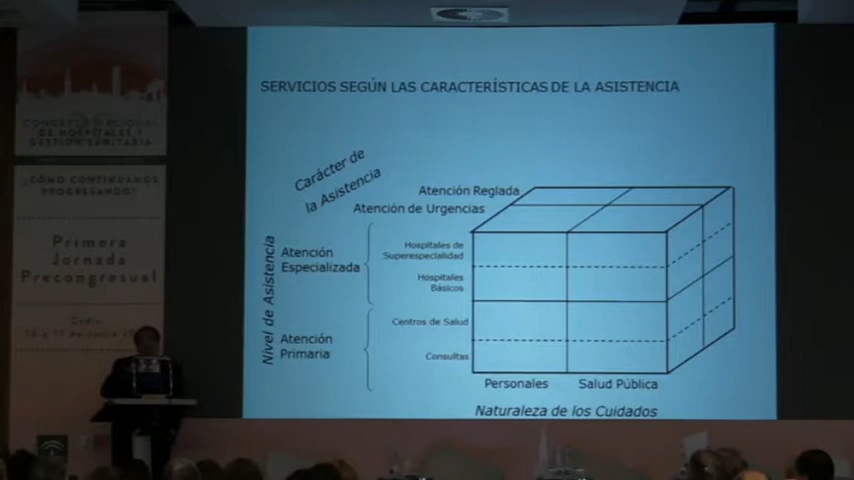 CONGRESO NACIONAL
DE HOSPITALES Y
GESTIÓN SANITARIA
¿CÓMO CONTINUAMOS
PROGRESANDO?
Primera
Jornada
Precongresual
SERVICIOS SEGÚN LAS CARACTERÍSTICAS DE LA ASISTENCIA
Carácter de
la Asistencia
Atención Reglada
Atención de Urgencias
Nivel de Asistencia
Atención
Especializada
Hospitales de
Superespecialidad
Hospitales
Básicos
Atención
Primaria
Centros de Salud
Consultas
Personales
Salud Pública
Naturaleza de los Cuidados